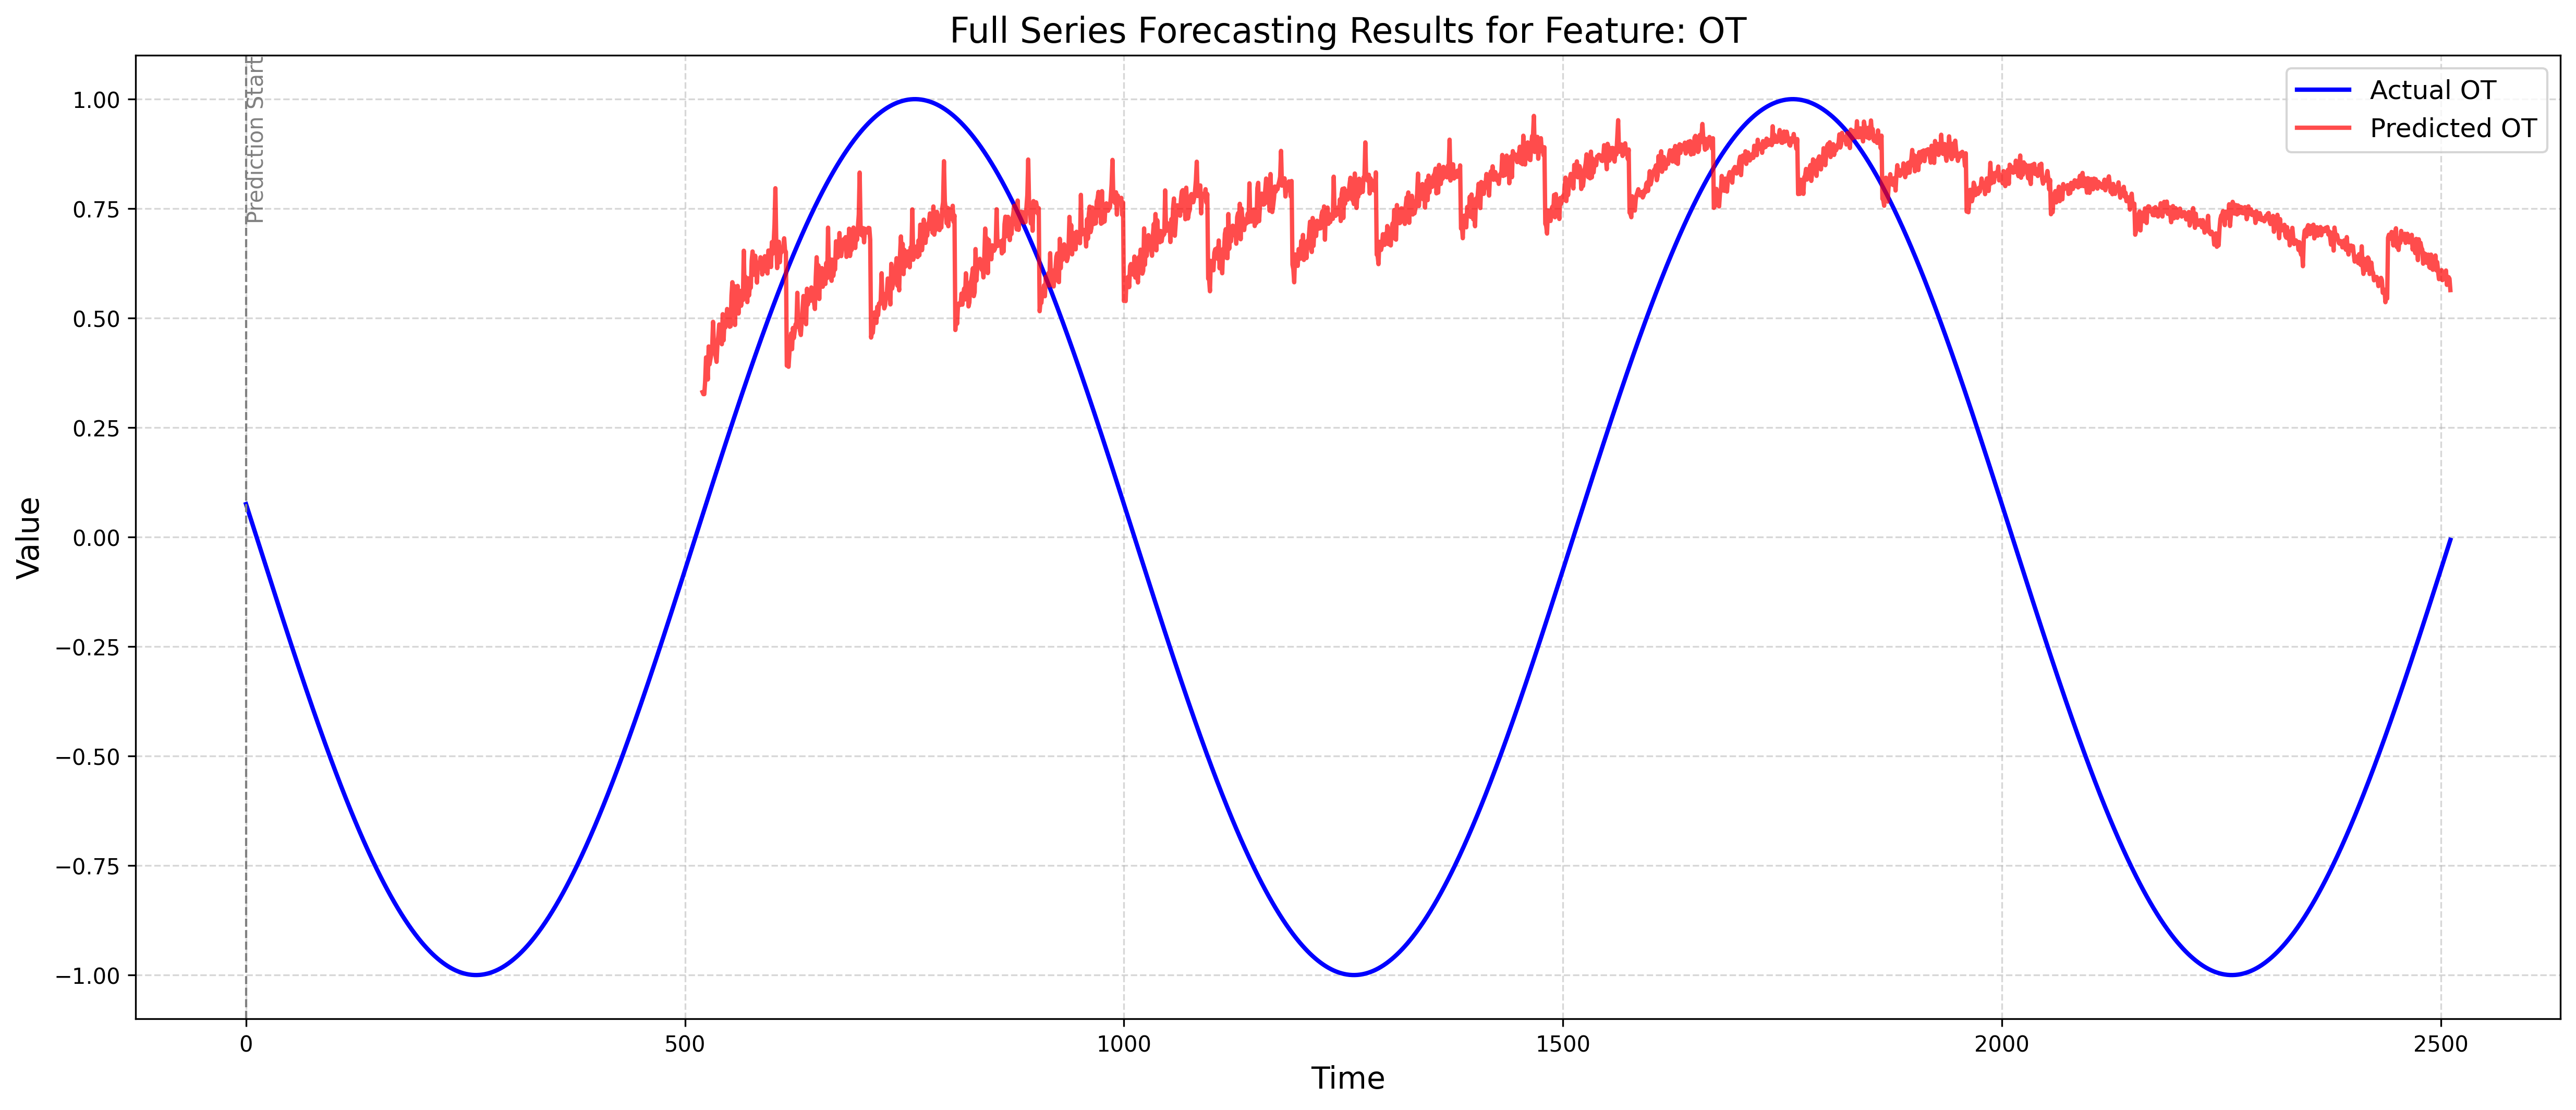 Full Series Forecasting Results for Feature: OT
Actual OT
Predicted OT
Prediction Start
Value
1.00
0.75
0.50
0.25
0.00
−0.25
−0.50
−0.75
−1.00
0 500 1000 1500 2000 2500
Time